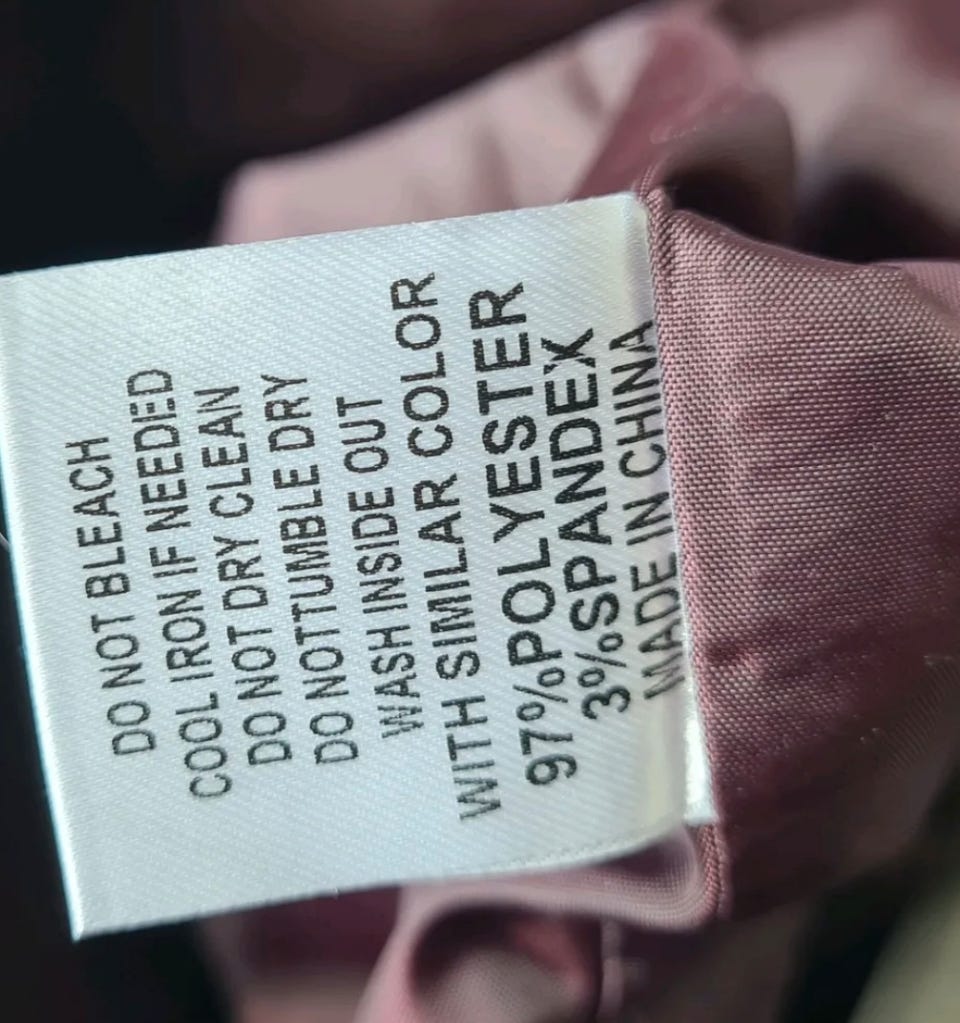 DO NOT BLEACH
COOL IRON IF NEEDED
DO NOT DRY CLEAN
DO NOTTUMBLE DRY
WASH INSIDE OUT
WITH SIMILAR COLOR
97%POLYESTER
3%SPANDEX
MADE IN CHINA